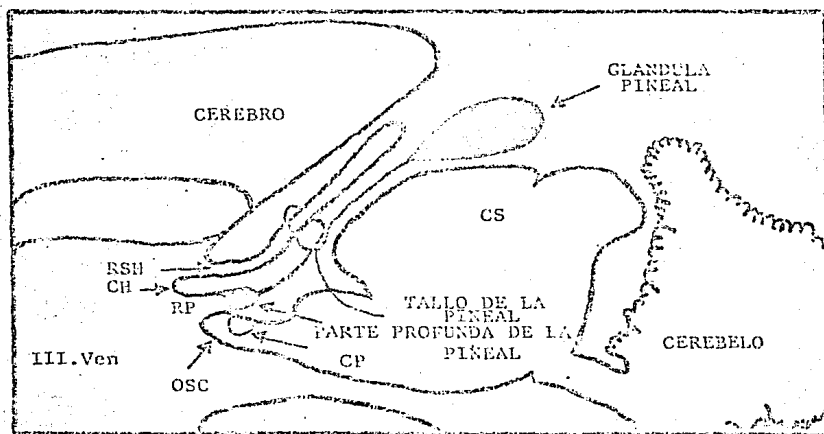 GLANDULA
PINEAL
CEREBRO
CS
RSH
CH
RP
TALLO DE LA
PINEAL
PARTE PROFUNDA DE LA
PINEAL
CEREBELO
III.Ven
CP
OSC